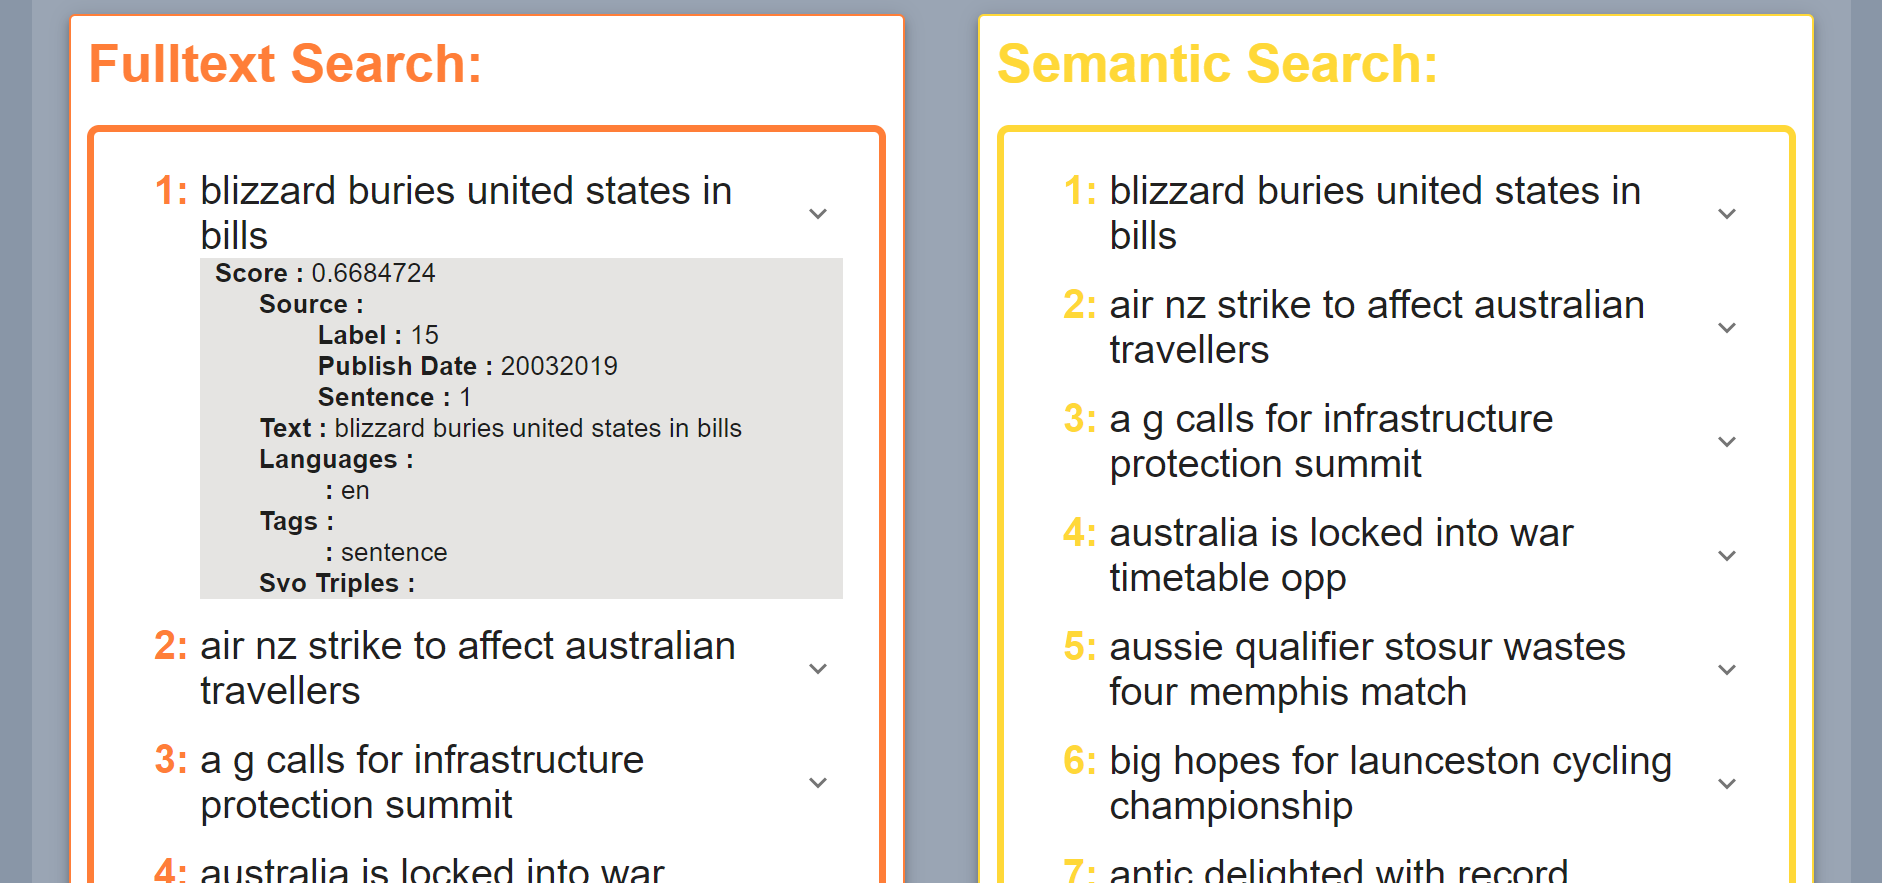 Fulltext Search:
1: blizzard buries united states in
bills
Score : 0.6684724
Source :
Label : 15
Publish Date : 20032019
Sentence : 1
Text : blizzard buries united states in bills
Languages :
: en
Tags :
: sentence
Svo Triples :
2: air nz strike to affect australian
travellers
3: a g calls for infrastructure
protection summit
4: australia is locked into war
Semantic Search:
1: blizzard buries united states in
bills
2: air nz strike to affect australian
travellers
3: a g calls for infrastructure
protection summit
4: australia is locked into war
timetable opp
5: aussie qualifier stosur wastes
four memphis match
6: big hopes for launceston cycling
championship
7: antic delighted with record